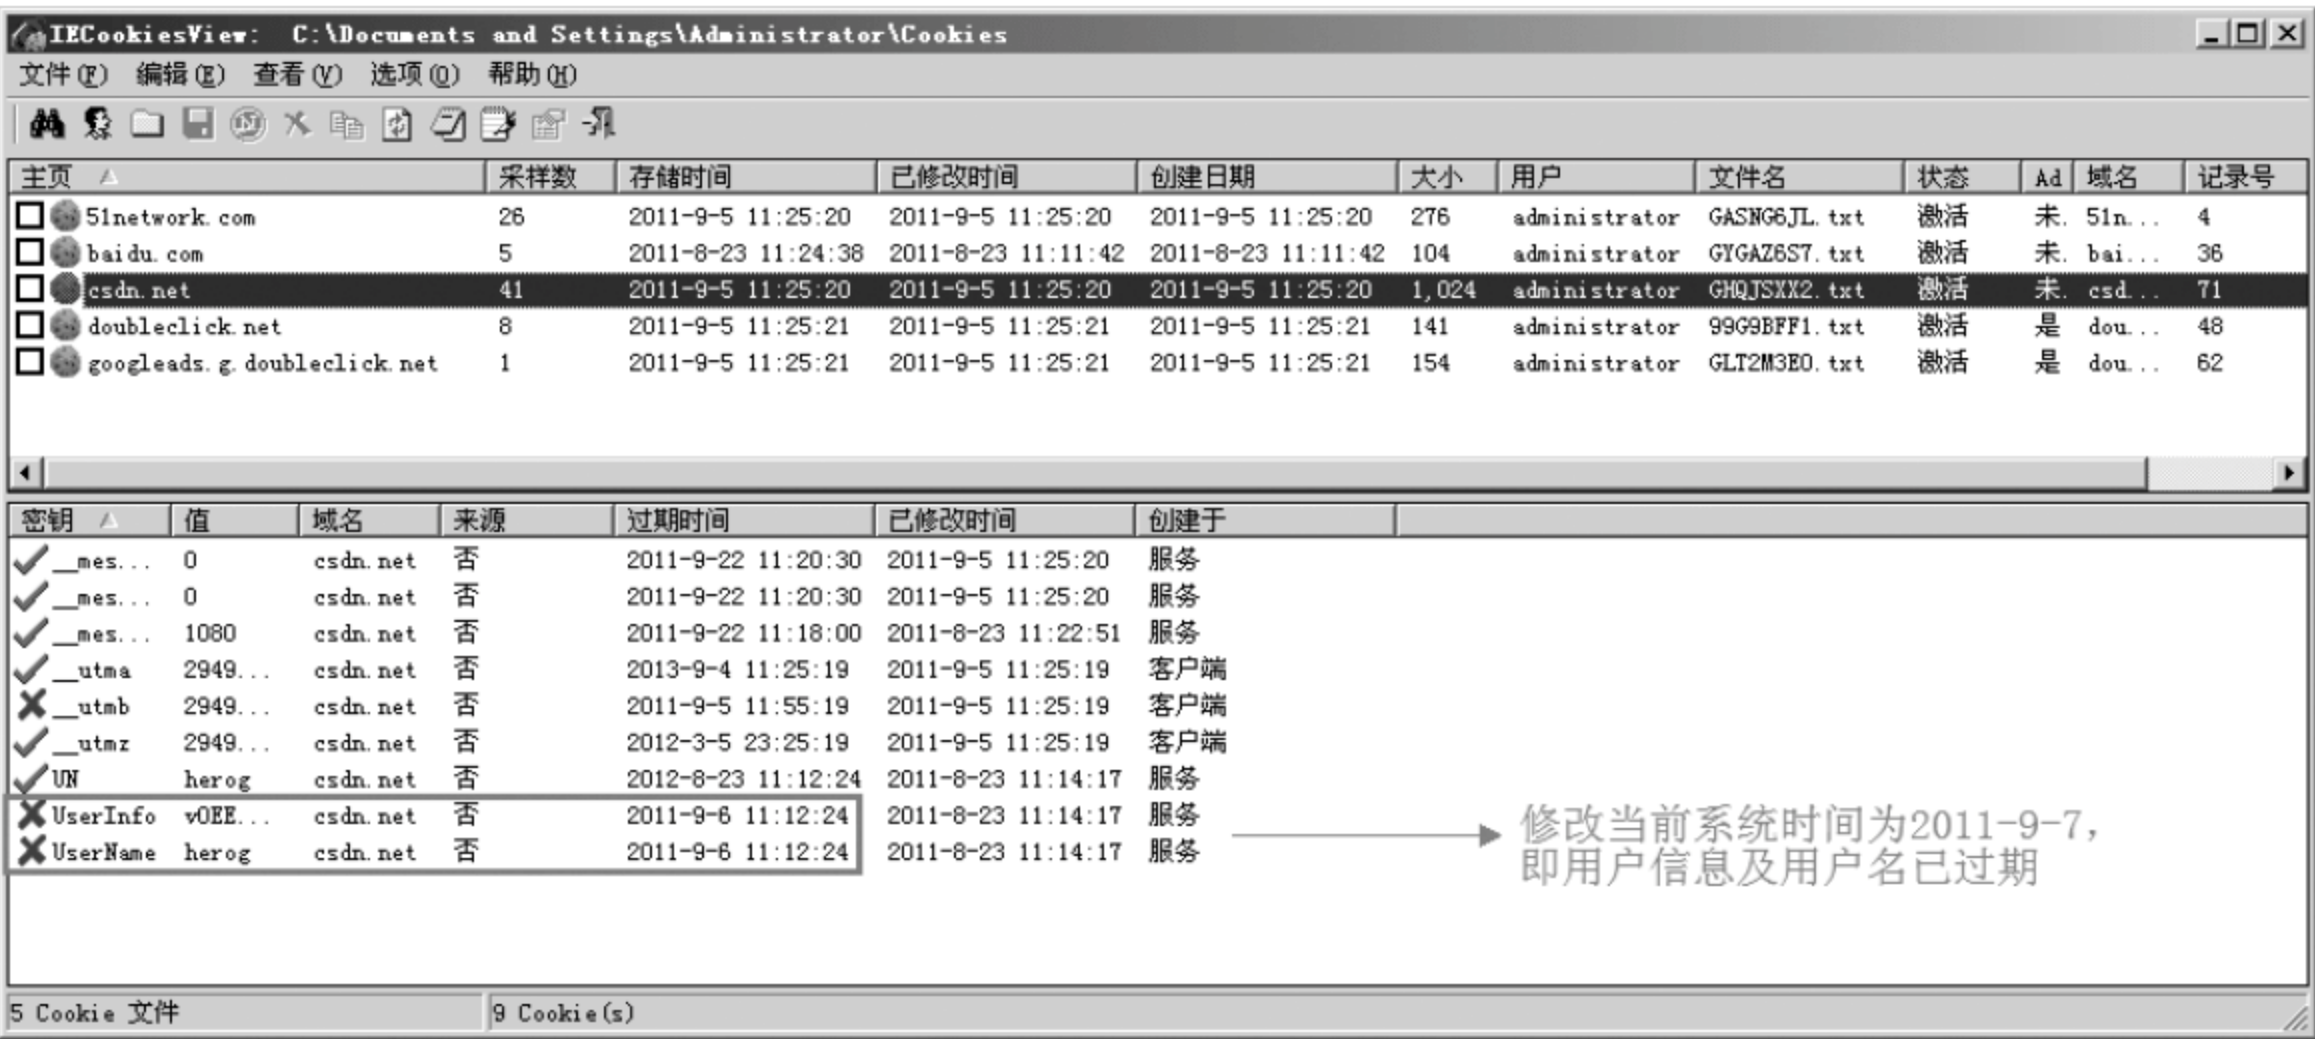 IECookiesView:  C:\Documents and Settings\Administrator\Cookies
文件(F) 编辑(E) 查看(V) 选项(O) 帮助(H)
主页 采样数 存储时间 已修改时间 创建日期 大小 用户 文件名 状态 Ad 域名 记录号
51network.com 26 2011-9-5 11:25:20 2011-9-5 11:25:20 2011-9-5 11:25:20 276 administrator GASNG6JL.txt 激活 未. 51n... 4
baidu.com 5 2011-8-23 11:24:38 2011-8-23 11:11:42 2011-8-23 11:11:42 104 administrator GYGAZ6S7.txt 激活 未. bai... 36
csdn.net 41 2011-9-5 11:25:20 2011-9-5 11:25:20 2011-9-5 11:25:20 1,024 administrator GHQJSXX2.txt 激活 未. csd... 71
doubleclick.net 8 2011-9-5 11:25:21 2011-9-5 11:25:21 2011-9-5 11:25:21 141 administrator 99G9BFF1.txt 激活 是 dou... 48
googleads.g.doubleclick.net 1 2011-9-5 11:25:21 2011-9-5 11:25:21 2011-9-5 11:25:21 154 administrator GLT2M3EO.txt 激活 是 dou... 62
密钥 值 域名 来源 过期时间 已修改时间 创建于
__mes... 0 csdn.net 否 2011-9-22 11:20:30 2011-9-5 11:25:20 服务
__mes... 0 csdn.net 否 2011-9-22 11:20:30 2011-9-5 11:25:20 服务
__mes... 1080 csdn.net 否 2011-9-22 11:18:00 2011-8-23 11:22:51 服务
__utma 2949... csdn.net 否 2013-9-4 11:25:19 2011-9-5 11:25:19 客户端
__utmb 2949... csdn.net 否 2011-9-5 11:55:19 2011-9-5 11:25:19 客户端
__utmz 2949... csdn.net 否 2012-3-5 23:25:19 2011-9-5 11:25:19 客户端
UN herog csdn.net 否 2012-8-23 11:12:24 2011-8-23 11:14:17 服务
UserInfo vOEE... csdn.net 否 2011-9-6 11:12:24 2011-8-23 11:14:17 服务
UserName herog csdn.net 否 2011-9-6 11:12:24 2011-8-23 11:14:17 服务
修改当前系统时间为2011-9-7,
即用户信息及用户名已过期
5 Cookie 文件 9 Cookie(s)